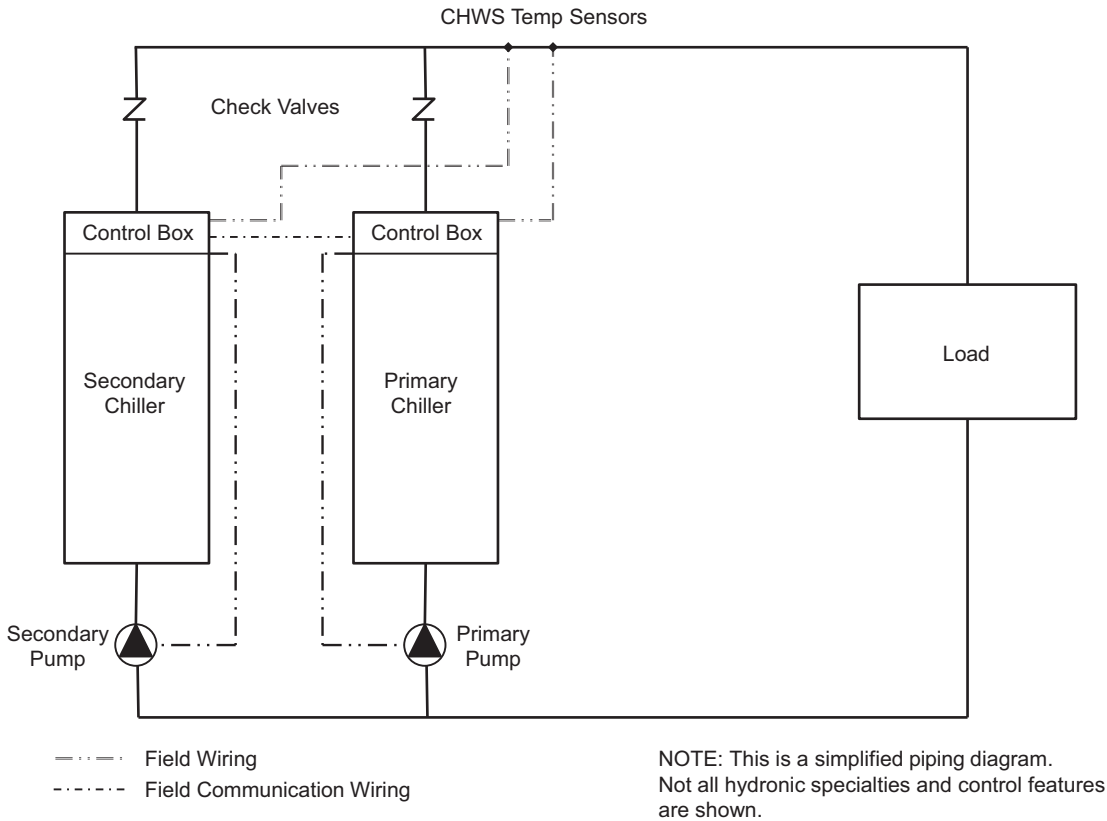 CHWS Temp Sensors
Check Valves
Control Box
Control Box
Secondary
Chiller
Primary
Chiller
Load
Secondary
Pump
Primary
Pump
Field Wiring
Field Communication Wiring
NOTE: This is a simplified piping diagram.
Not all hydronic specialties and control features
are shown.